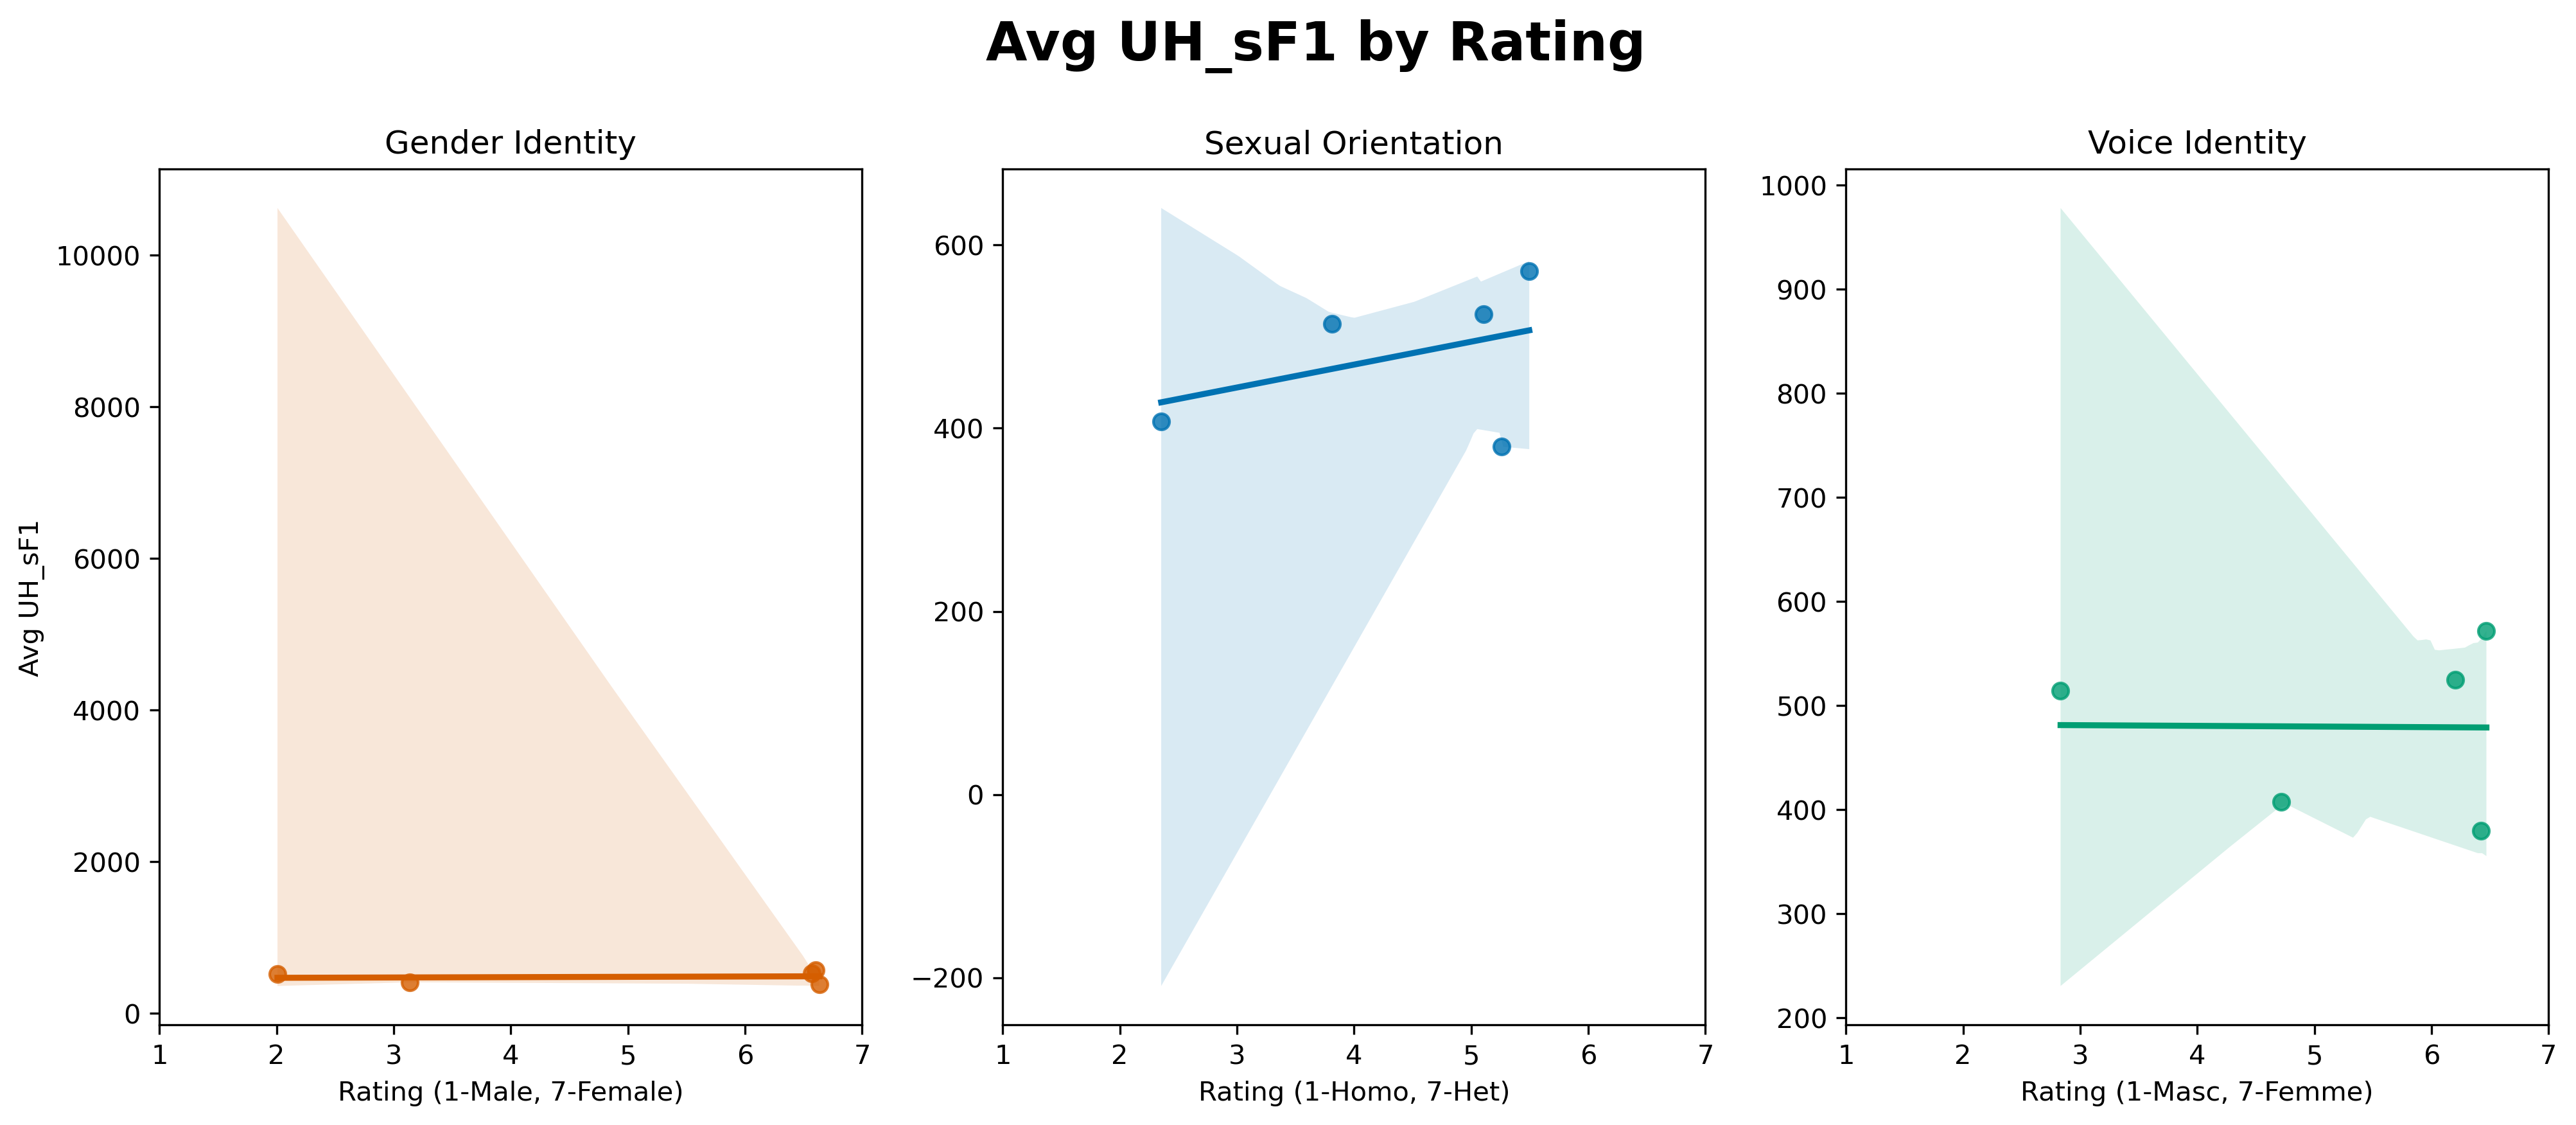 Avg UH_sF1 by Rating
Gender Identity
Sexual Orientation
Voice Identity
Avg UH_sF1
10000
8000
6000
4000
2000
0
1 2 3 4 5 6 7
Rating (1-Male, 7-Female)
600
400
200
0
−200
1 2 3 4 5 6 7
Rating (1-Homo, 7-Het)
1000
900
800
700
600
500
400
300
200
1 2 3 4 5 6 7
Rating (1-Masc, 7-Femme)